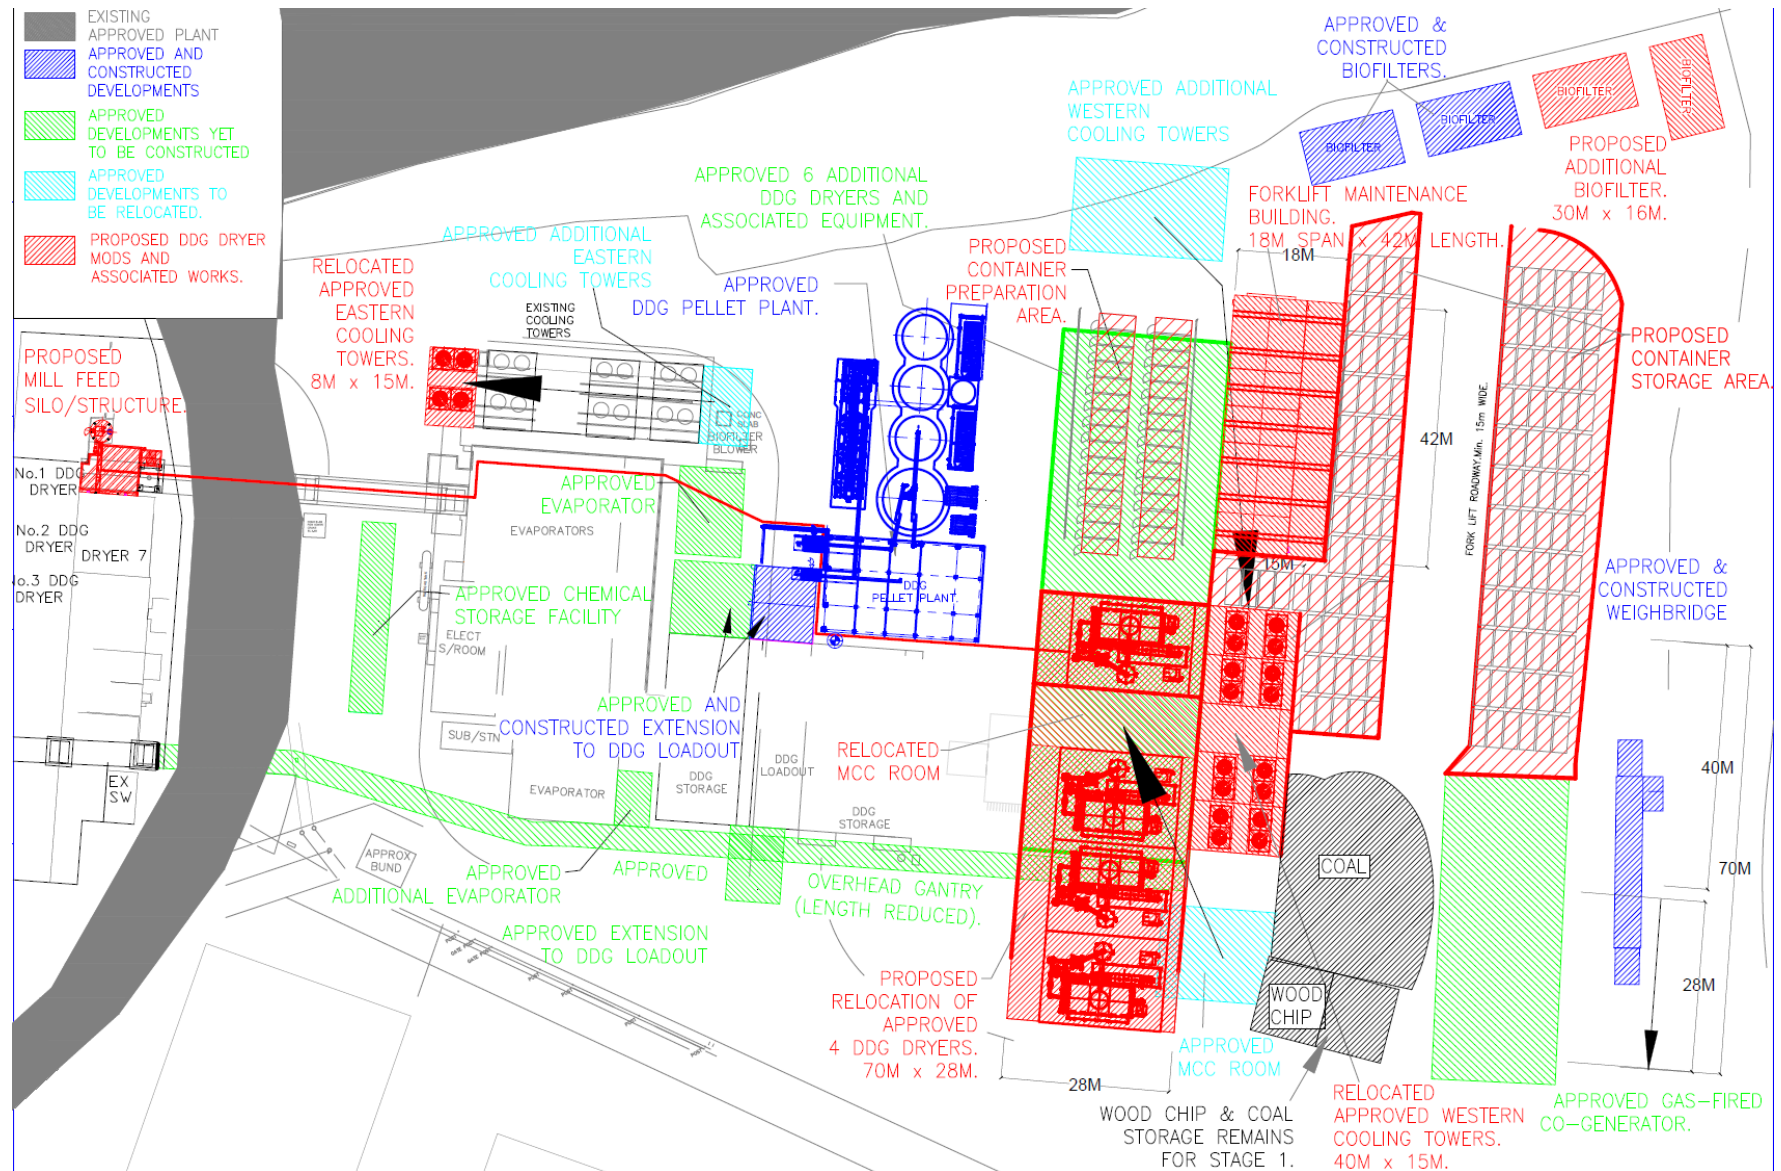 EXISTING
APPROVED PLANT
APPROVED AND
CONSTRUCTED
DEVELOPMENTS
APPROVED
DEVELOPMENTS YET
TO BE CONSTRUCTED
APPROVED
DEVELOPMENTS TO
BE RELOCATED.
PROPOSED DDG DRYER
MODS AND
ASSOCIATED WORKS.
APPROVED &
CONSTRUCTED
BIOFILTERS.
BIOFILTER
BIOFILTER
BIOFILTER
BIOFILTER
PROPOSED
ADDITIONAL
BIOFILTER.
30M x 16M.
APPROVED ADDITIONAL
WESTERN
COOLING TOWERS
APPROVED 6 ADDITIONAL
DDG DRYERS AND
ASSOCIATED EQUIPMENT.
FORKLIFT MAINTENANCE
BUILDING.
18M SPAN x 42M LENGTH.
18M
APPROVED ADDITIONAL
EASTERN
COOLING TOWERS
PROPOSED
CONTAINER
PREPARATION
AREA.
RELOCATED
APPROVED
EASTERN
COOLING
TOWERS.
8M x 15M.
APPROVED
DDG PELLET PLANT.
EXISTING
COOLING
TOWERS
PROPOSED
CONTAINER
STORAGE AREA.
PROPOSED
MILL FEED
SILO/STRUCTURE.
CONC
SLAB
BIOFILTER
BLOWER
42M
FORK LIFT ROADWAY.Min. 15m WIDE.
No.1 DDG
DRYER
No.2 DDG
DRYER
DRYER 7
No.3 DDG
DRYER
APPROVED
EVAPORATOR
EVAPORATORS
15M
APPROVED &
CONSTRUCTED
WEIGHBRIDGE
DDG
PELLET PLANT.
APPROVED CHEMICAL
STORAGE FACILITY
ELECT
S/ROOM
APPROVED AND
CONSTRUCTED EXTENSION
TO DDG LOADOUT
SUB/STN
RELOCATED
MCC ROOM
DDG
LOADOUT
DDG
STORAGE
EX
SW
EVAPORATOR
DDG
STORAGE
40M
70M
28M
APPROX
BUND
APPROVED
ADDITIONAL EVAPORATOR
APPROVED
OVERHEAD GANTRY
(LENGTH REDUCED).
COAL
APPROVED EXTENSION
TO DDG LOADOUT
PROPOSED
RELOCATION OF
APPROVED
4 DDG DRYERS.
70M x 28M.
WOOD
CHIP
APPROVED
MCC ROOM
28M
WOOD CHIP & COAL
STORAGE REMAINS
FOR STAGE 1.
RELOCATED
APPROVED WESTERN
COOLING TOWERS.
40M x 15M.
APPROVED GAS-FIRED
CO-GENERATOR.